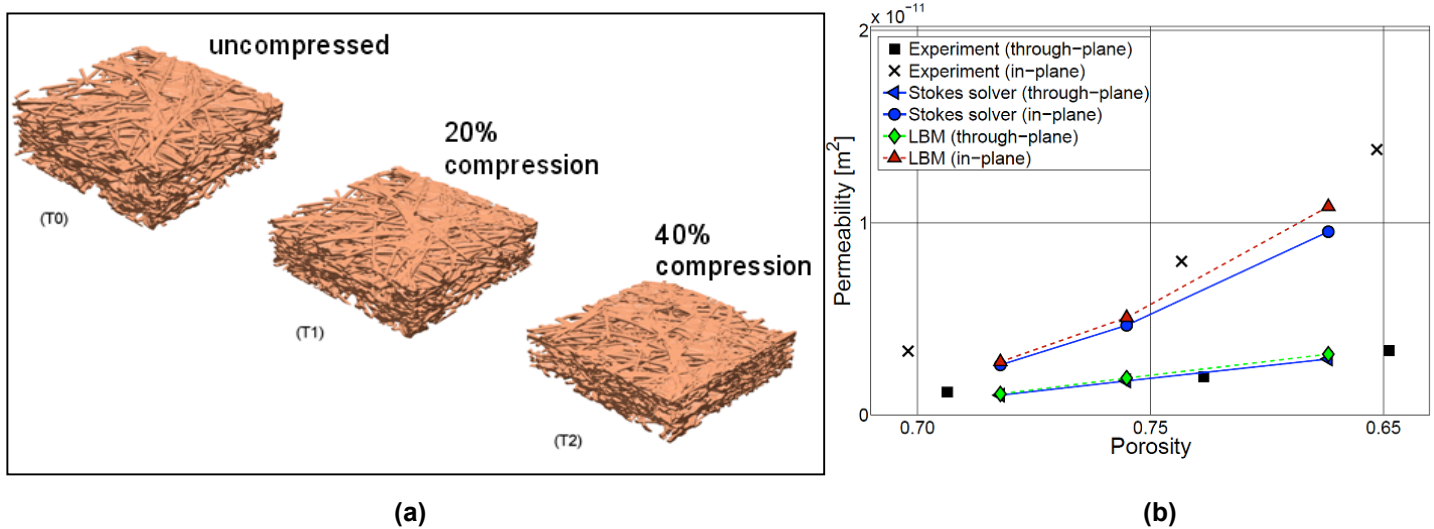 uncompressed
(T0)
20%
compression
(T1)
40%
compression
(T2)
(a)
x 10⁻¹¹
2
1
0
Permeability [m²]
Experiment (through−plane)
Experiment (in−plane)
Stokes solver (through−plane)
Stokes solver (in−plane)
LBM (through−plane)
LBM (in−plane)
0.70
0.75
0.65
Porosity
(b)